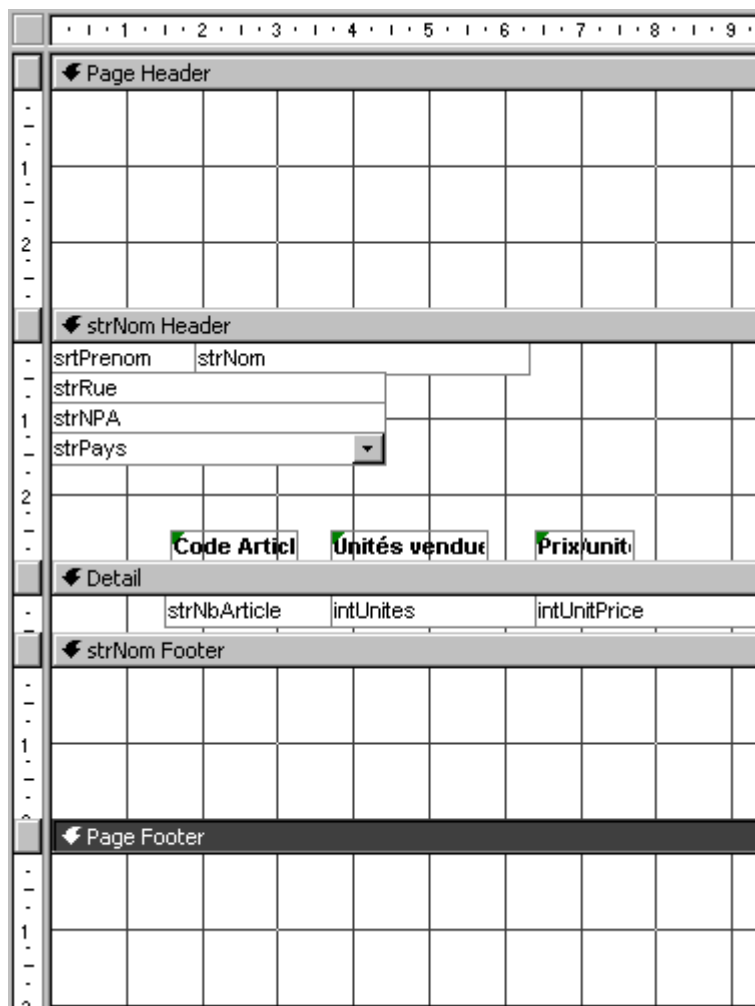 1 2 3 4 5 6 7 8 9
Page Header
1
2
strNom Header
srtPrenom strNom
strRue
1 strNPA
strPays
2
Code Articl Unités vendue Prix/unit
Detail
strNbArticle intUnites intUnitPrice
strNom Footer
1
Page Footer
1